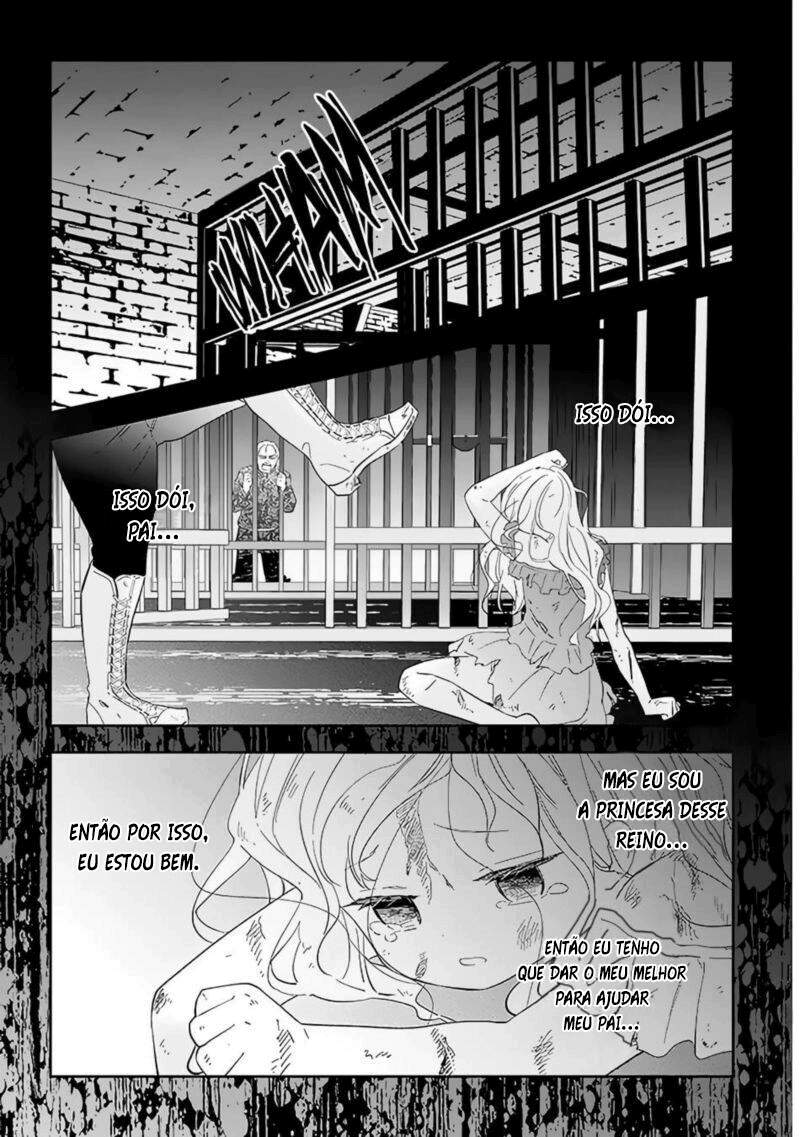 WHAM
ISSO DÓI...
ISSO DÓI,
PAI...
MAS EU SOU
A PRINCESA DESSE
REINO...
ENTÃO POR ISSO,
EU ESTOU BEM.
ENTÃO EU TENHO
QUE DAR O MEU MELHOR
PARA AJUDAR
MEU PAI...